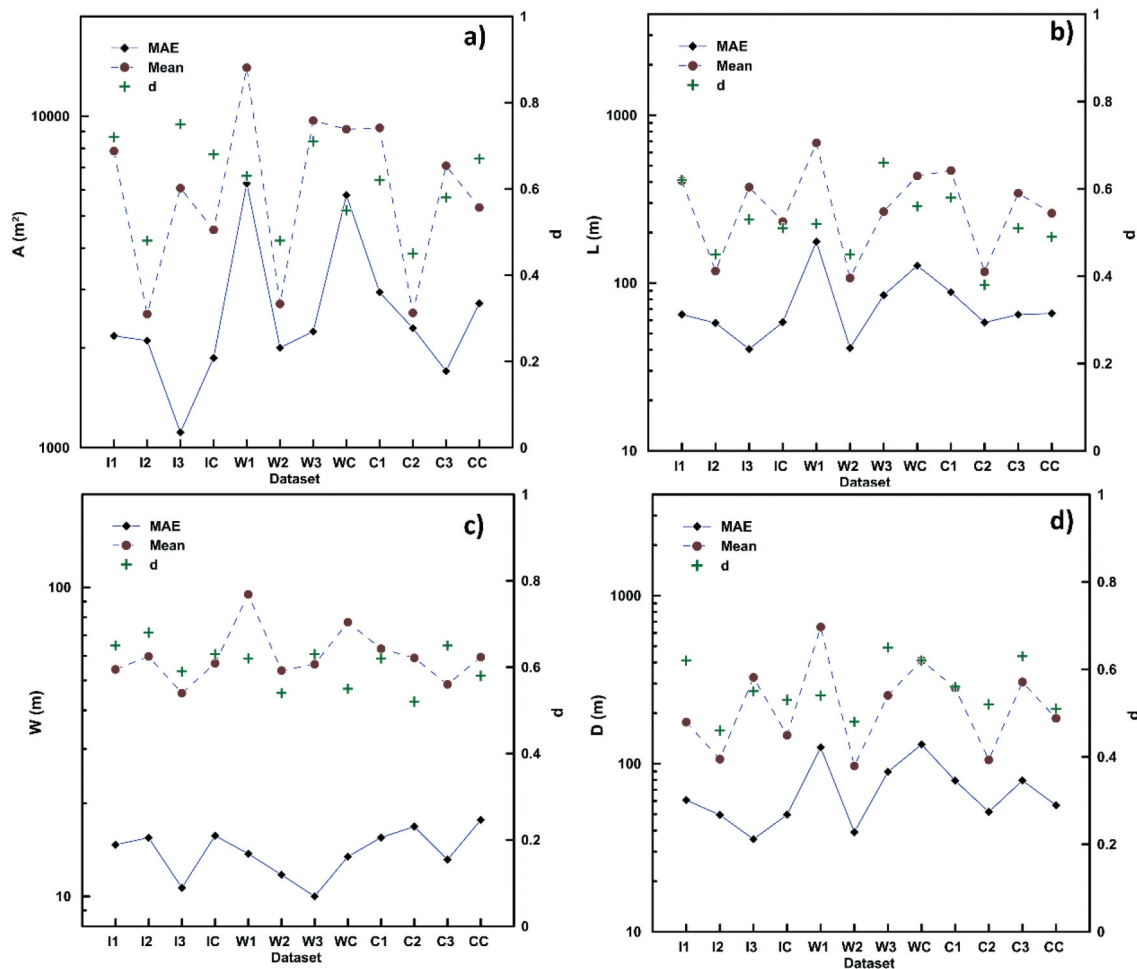 a)
MAE
Mean
d
10000
1000
A (m²)
1
0.8
0.6
0.4
0.2
0
d
I1 I2 I3 IC W1 W2 W3 WC C1 C2 C3 CC
Dataset
b)
MAE
Mean
d
1000
100
10
L (m)
1
0.8
0.6
0.4
0.2
0
d
I1 I2 I3 IC W1 W2 W3 WC C1 C2 C3 CC
Dataset
c)
MAE
Mean
d
100
10
W (m)
1
0.8
0.6
0.4
0.2
0
d
I1 I2 I3 IC W1 W2 W3 WC C1 C2 C3 CC
Dataset
d)
MAE
Mean
d
1000
100
10
D (m)
1
0.8
0.6
0.4
0.2
0
d
I1 I2 I3 IC W1 W2 W3 WC C1 C2 C3 CC
Dataset